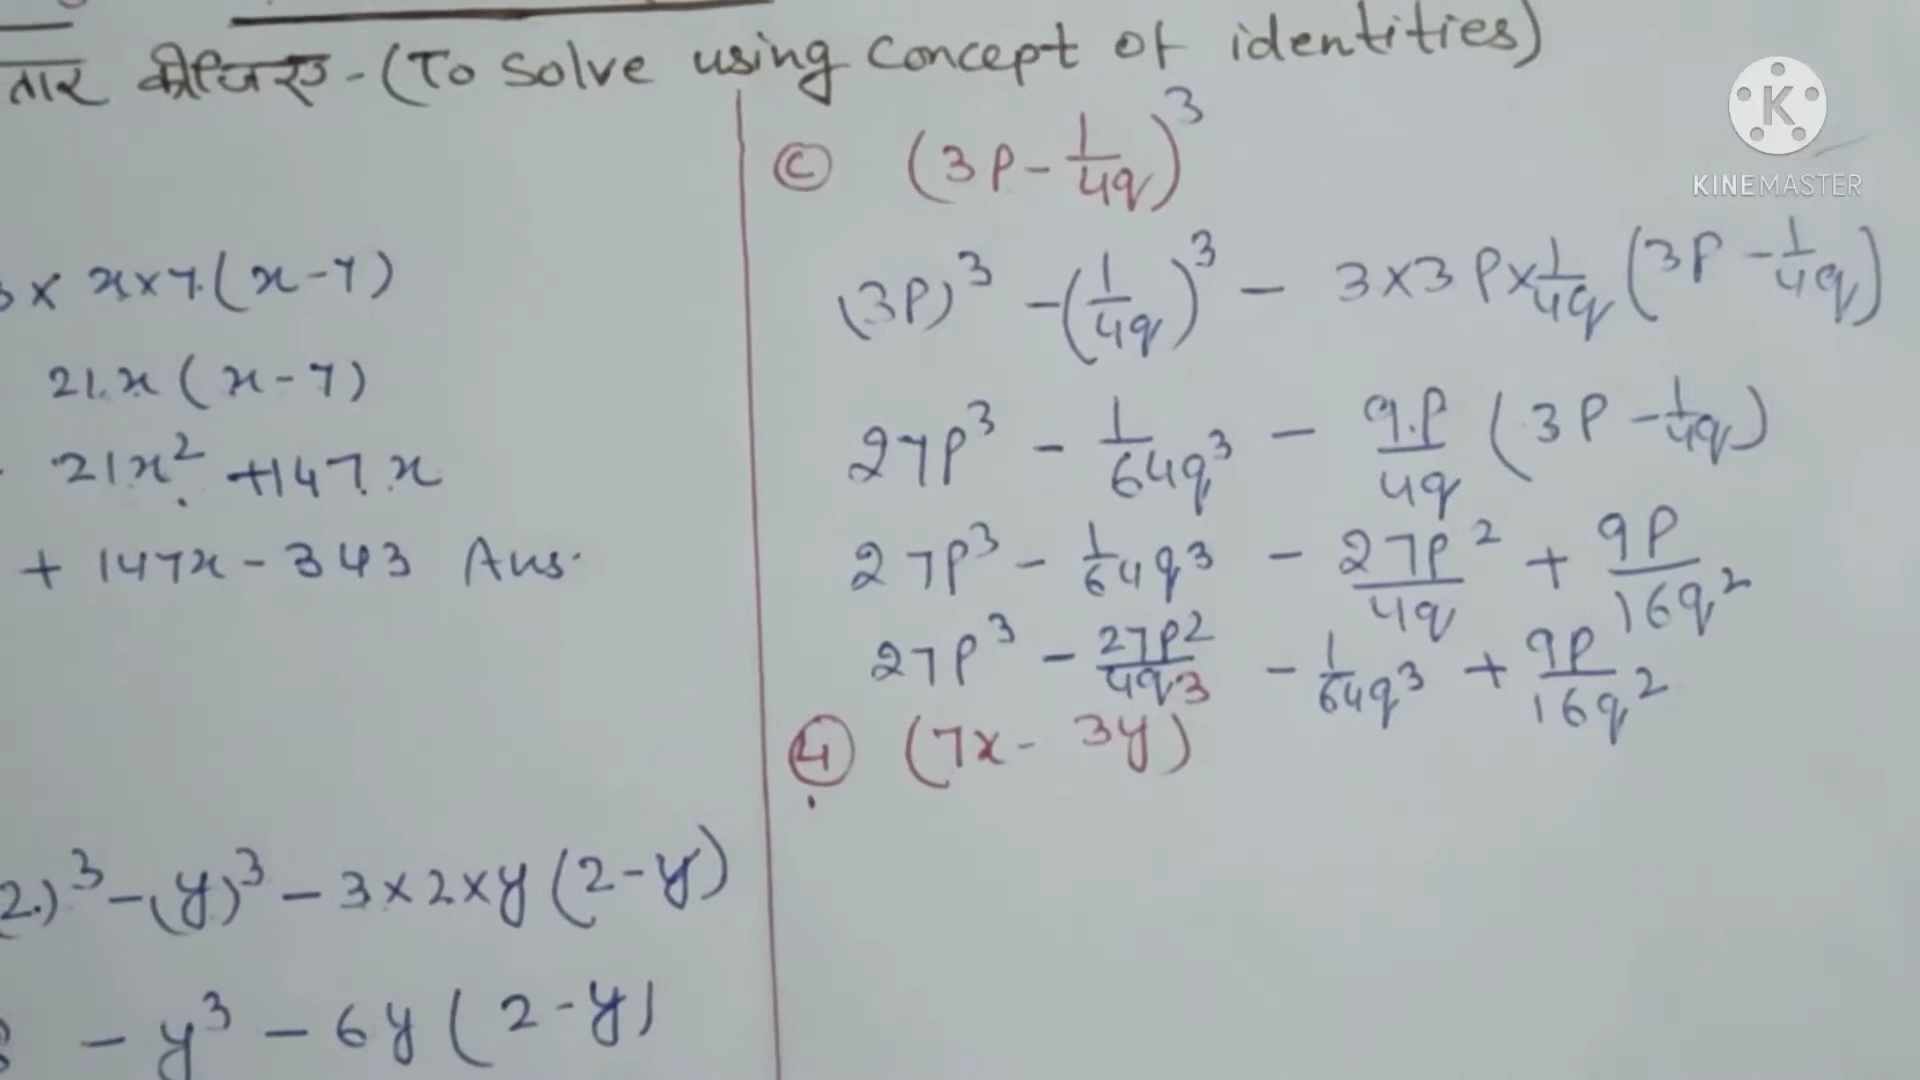 तार कीजिए - (To solve using concept of identities)
x x x 7 (x - 7)
21x (x - 7)
21x² + 147x
+ 147x - 343 Ans.
2)³ - (y)³ - 3 x 2 x y (2 - y)
- y³ - 6y (2 - y)
Ⓒ (3p - 1/4q)³
(3p)³ - (1/4q)³ - 3 x 3p x 1/4q (3p - 1/4q)
27p³ - 1/64q³ - 9p/4q (3p - 1/4q)
27p³ - 1/64q³ - 27p²/4q + 9p/16q²
27p³ - 27p²/4q - 1/64q³ + 9p/16q²
④ (7x - 3y)³
K
KINEMASTER